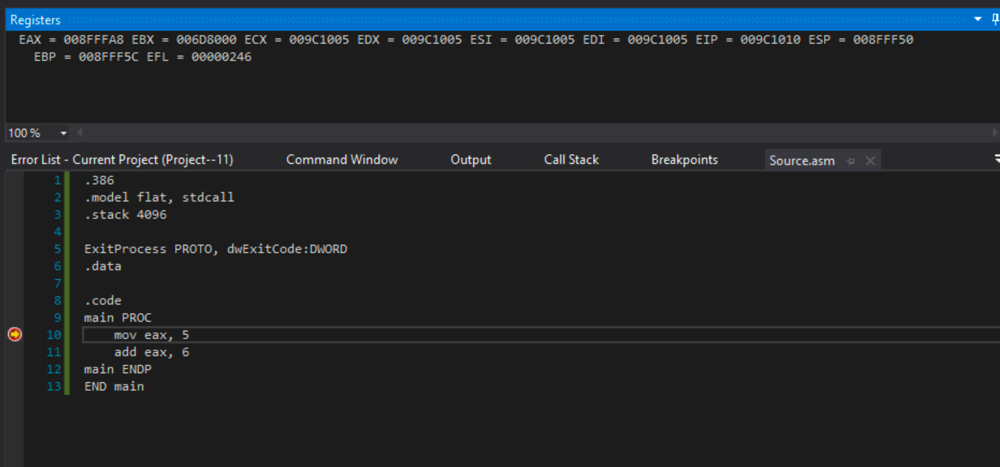 Registers
EAX = 008FFFA8 EBX = 006D8000 ECX = 009C1005 EDX = 009C1005 ESI = 009C1005 EDI = 009C1005 EIP = 009C1010 ESP = 008FFF50
EBP = 008FFF5C EFL = 00000246
100 %
Error List - Current Project (Project--11) Command Window Output Call Stack Breakpoints Source.asm
1 .386
2 .model flat, stdcall
3 .stack 4096
4
5 ExitProcess PROTO, dwExitCode:DWORD
6 .data
7
8 .code
9 main PROC
10 mov eax, 5
11 add eax, 6
12 main ENDP
13 END main